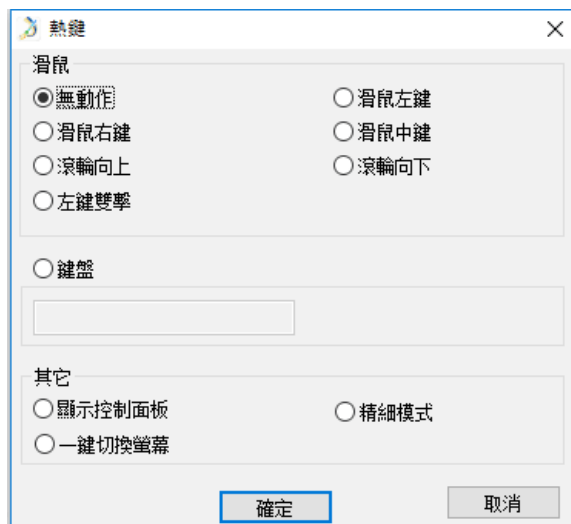 熱鍵
滑鼠
無動作 滑鼠左鍵
滑鼠右鍵 滑鼠中鍵
滾輪向上 滾輪向下
左鍵雙擊
鍵盤
其它
顯示控制面板 精細模式
一鍵切換螢幕
確定 取消